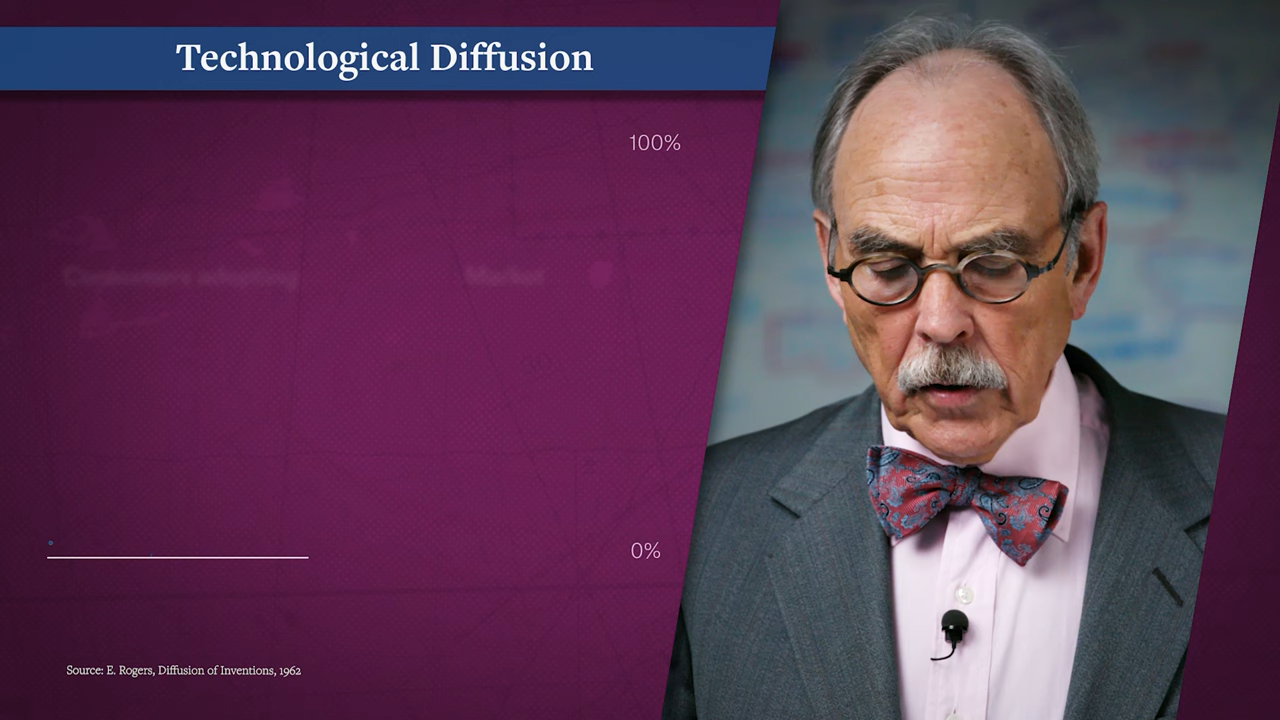 Technological Diffusion
100%
0%
Source: E. Rogers, Diffusion of Inventions, 1962